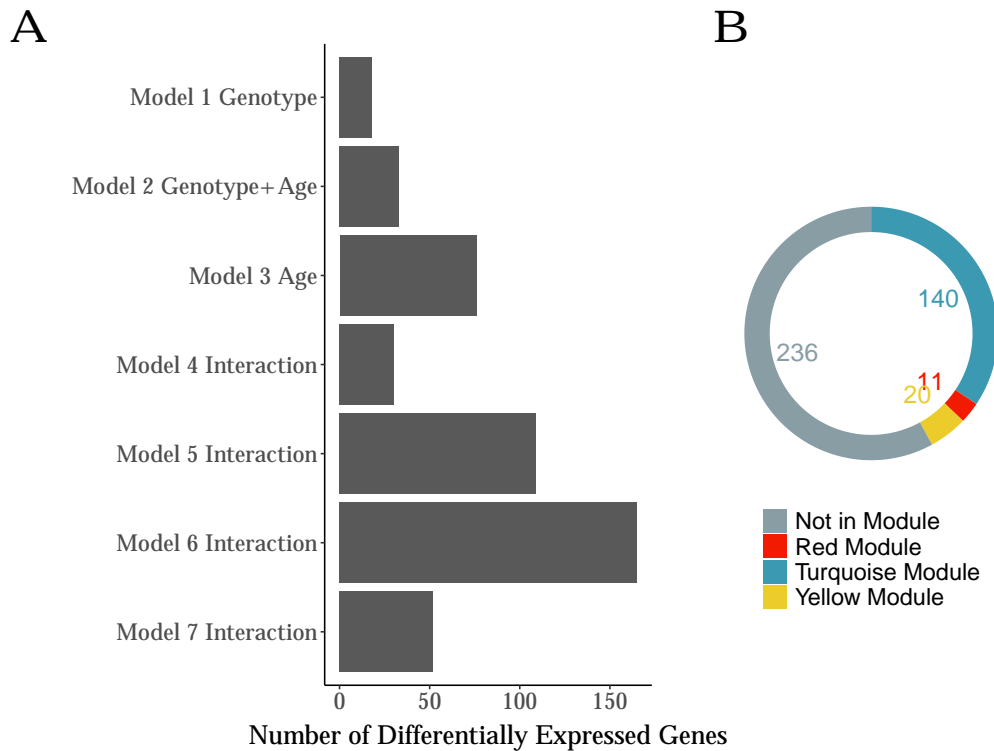 A
Model 1 Genotype
Model 2 Genotype+Age
Model 3 Age
Model 4 Interaction
Model 5 Interaction
Model 6 Interaction
Model 7 Interaction
0 50 100 150
Number of Differentially Expressed Genes
B
140
236
11
20
Not in Module
Red Module
Turquoise Module
Yellow Module